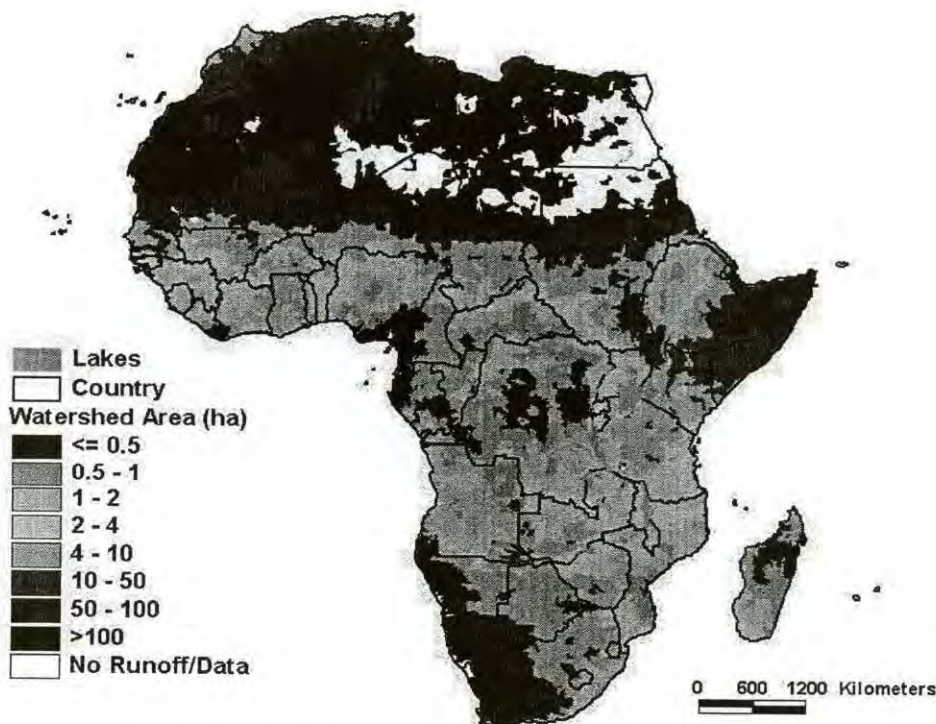 Lakes
Country
Watershed Area (ha)
<= 0.5
0.5 - 1
1 - 2
2 - 4
4 - 10
10 - 50
50 - 100
>100
No Runoff/Data
0 600 1200 Kilometers